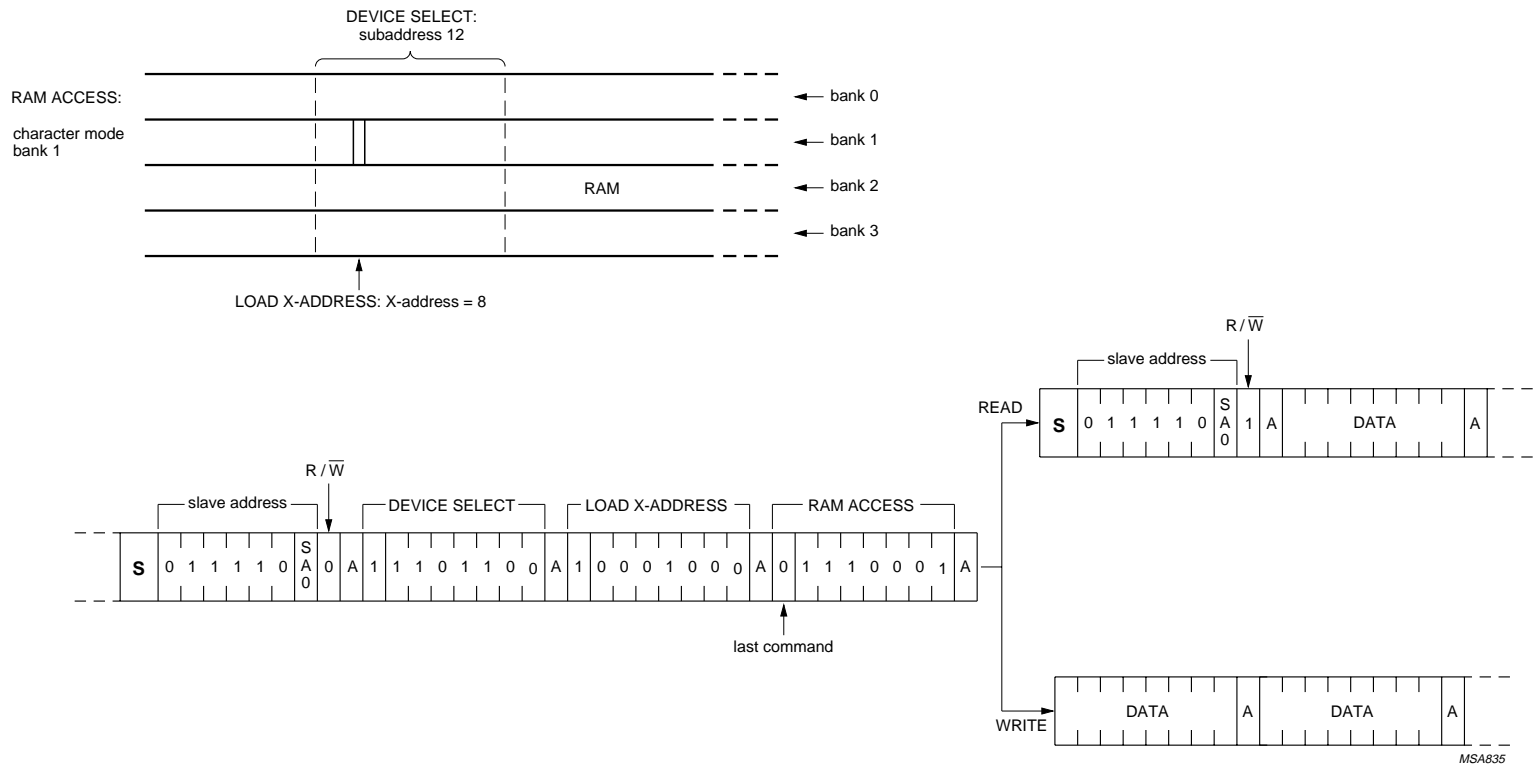 DEVICE SELECT:
subaddress 12
RAM ACCESS:
bank 0
character mode
bank 1
bank 1
RAM
bank 2
bank 3
LOAD X-ADDRESS: X-address = 8
R / W
slave address
READ
S 0 1 1 1 1 0 SA0 1 A DATA A
R / W
slave address DEVICE SELECT LOAD X-ADDRESS RAM ACCESS
S 0 1 1 1 1 0 SA0 0 A 1 1 1 0 1 1 0 0 A 1 0 0 0 1 0 0 0 A 0 1 1 1 0 0 0 1 A
last command
DATA A DATA A
WRITE
MSA835